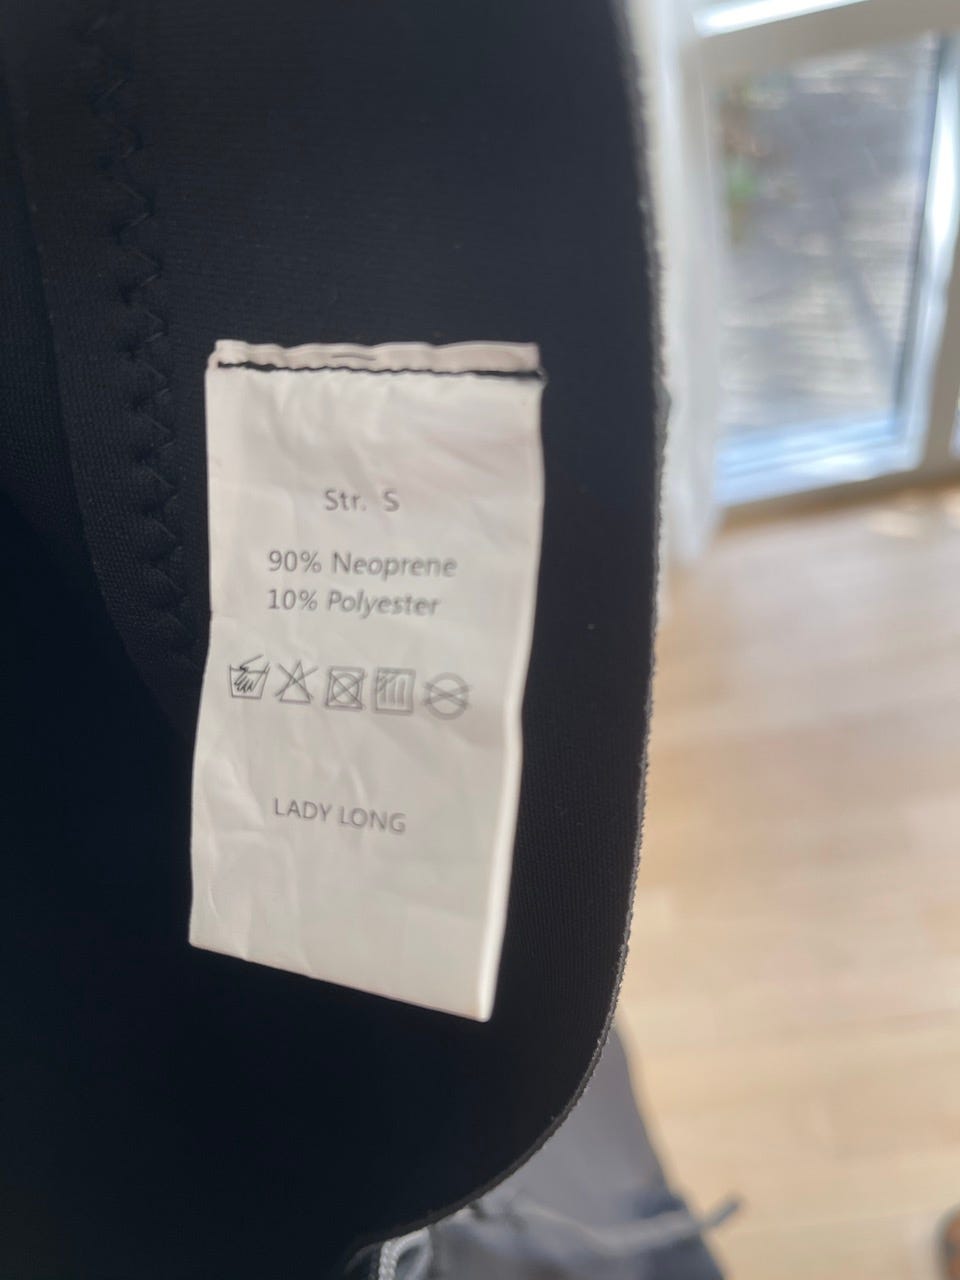 Str. S
90% Neoprene
10% Polyester
LADY LONG